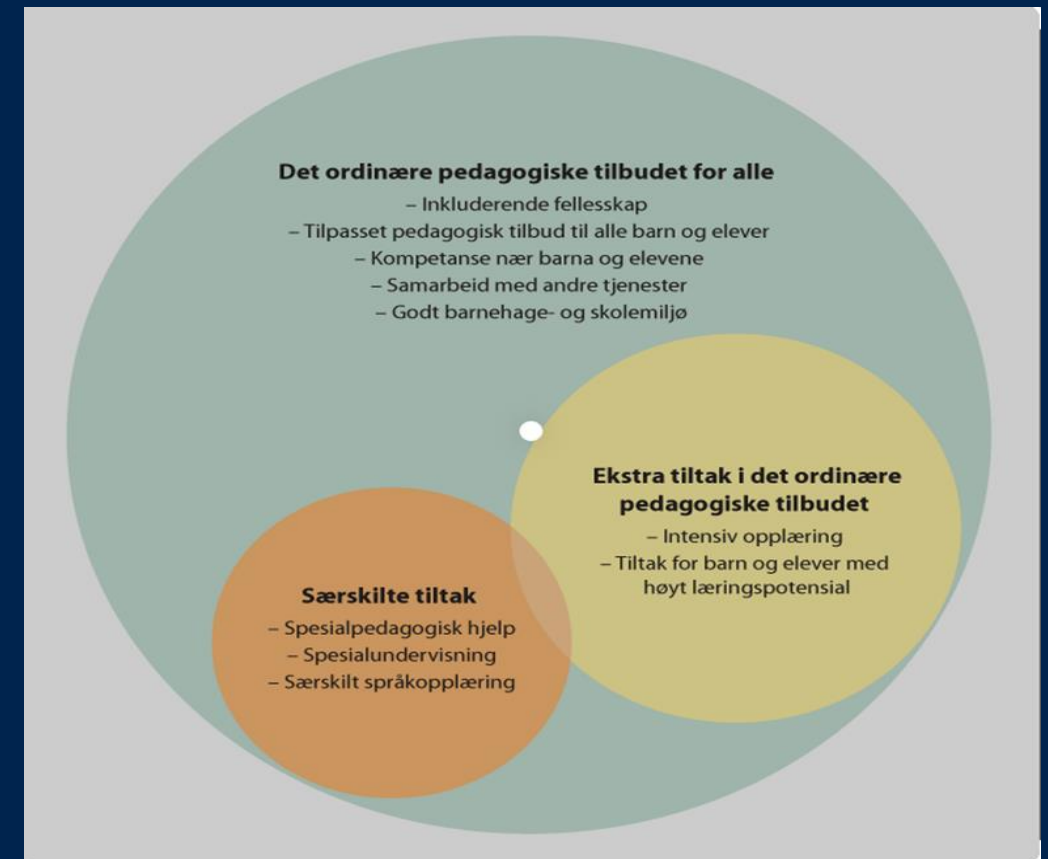 Det ordinære pedagogiske tilbudet for alle
– Inkluderende fellesskap
– Tilpasset pedagogisk tilbud til alle barn og elever
– Kompetanse nær barna og elevene
– Samarbeid med andre tjenester
– Godt barnehage- og skolemiljø
Ekstra tiltak i det ordinære
pedagogiske tilbudet
– Intensiv opplæring
– Tiltak for barn og elever med
høyt læringspotensial
Særskilte tiltak
– Spesialpedagogisk hjelp
– Spesialundervisning
– Særskilt språkopplæring